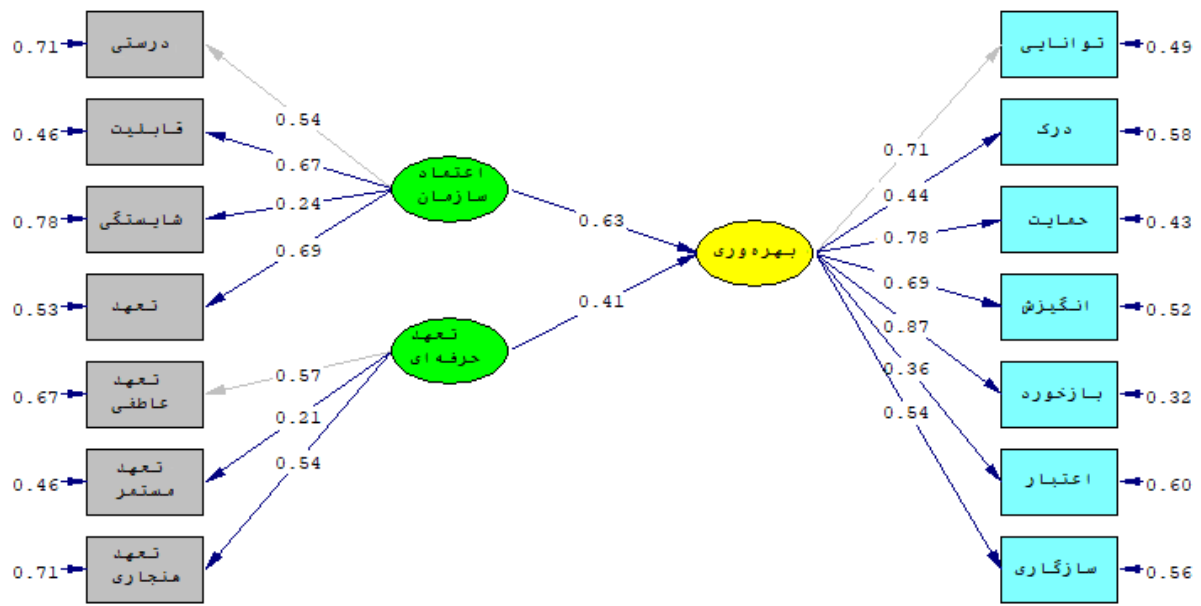 درستی
0.71
قابلیت
0.46
شایستگی
0.78
تعهد
0.53
تعهد
عاطفی
0.67
تعهد
مستمر
0.46
تعهد
هنجاری
0.71
0.54
0.67
0.24
0.69
اعتماد
سازمان
0.63
تعهد
حرفه‌ای
0.57
0.21
0.54
0.41
بهره‌وری
0.71
0.44
0.78
0.69
0.87
0.36
0.54
توانایی
0.49
درک
0.58
حمایت
0.43
انگیزش
0.52
بازخورد
0.32
اعتبار
0.60
سازگاری
0.56